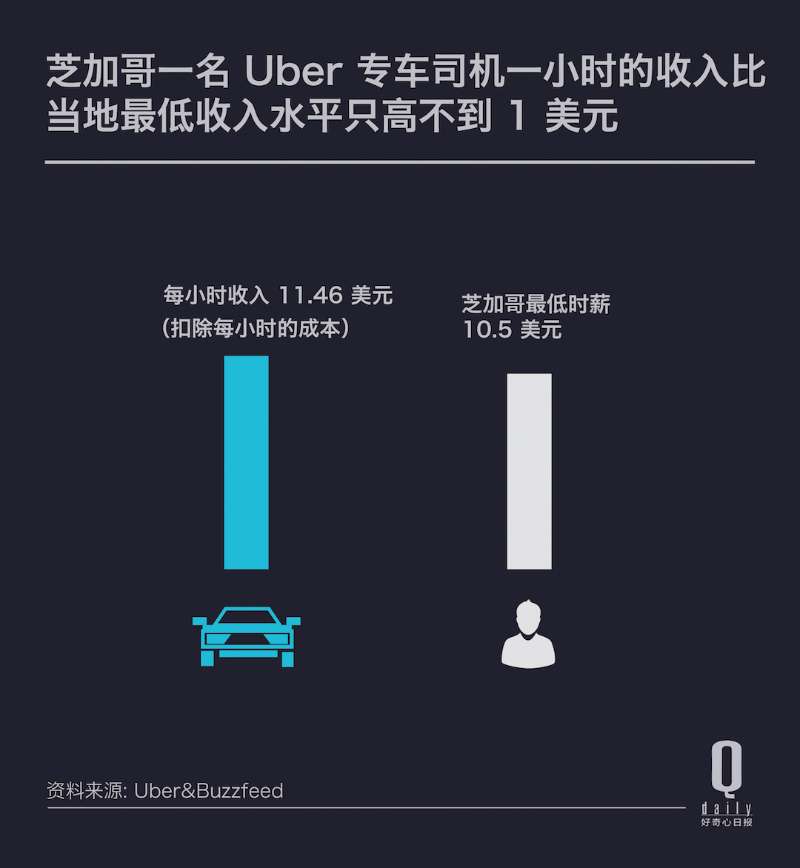 芝加哥一名 Uber 专车司机一小时的收入比
当地最低收入水平只高不到 1 美元
每小时收入 11.46 美元
（扣除每小时的成本）
芝加哥最低时薪
10.5 美元
资料来源: Uber&Buzzfeed
Q
daily
好奇心日报